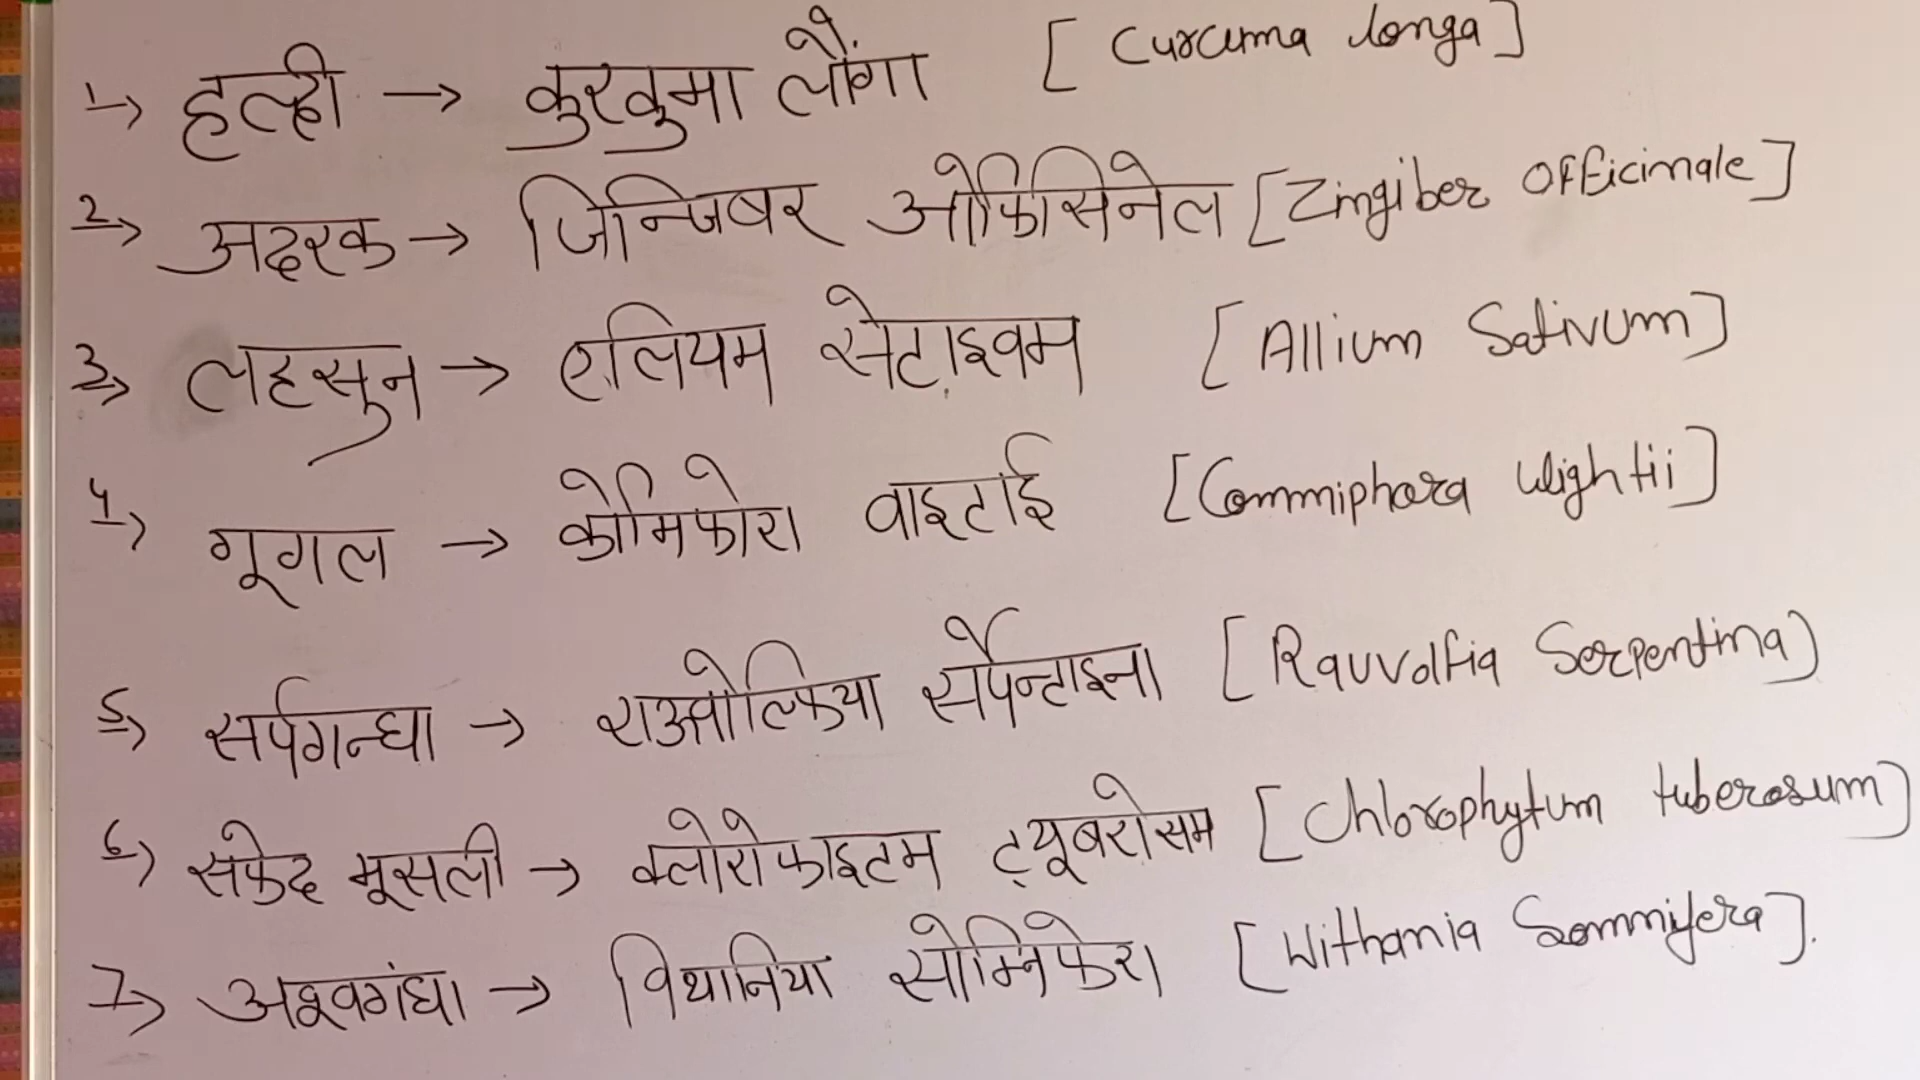 1→ हल्दी → कुरकुमा लौंगा [Curcuma longa]
2→ अदरक → जिन्जिबर ओफिसिनेल [Zingiber Officinale]
3→ लहसुन → एलियम सेटाइवम [Allium Sativum]
4→ गूगल → कोमिफोरा वाइटाई [Commiphora wightii]
5→ सर्पगन्धा → राऊवोल्फिया सर्पेन्टाइना [Rauvolfia Serpentina)
6→ सफेद मूसली → क्लोरोफाइटम ट्यूबरोसम [Chlorophytum tuberosum)
7→ अश्वगंधा → विथानिया सोम्निफेरा [Withania Somnifera].